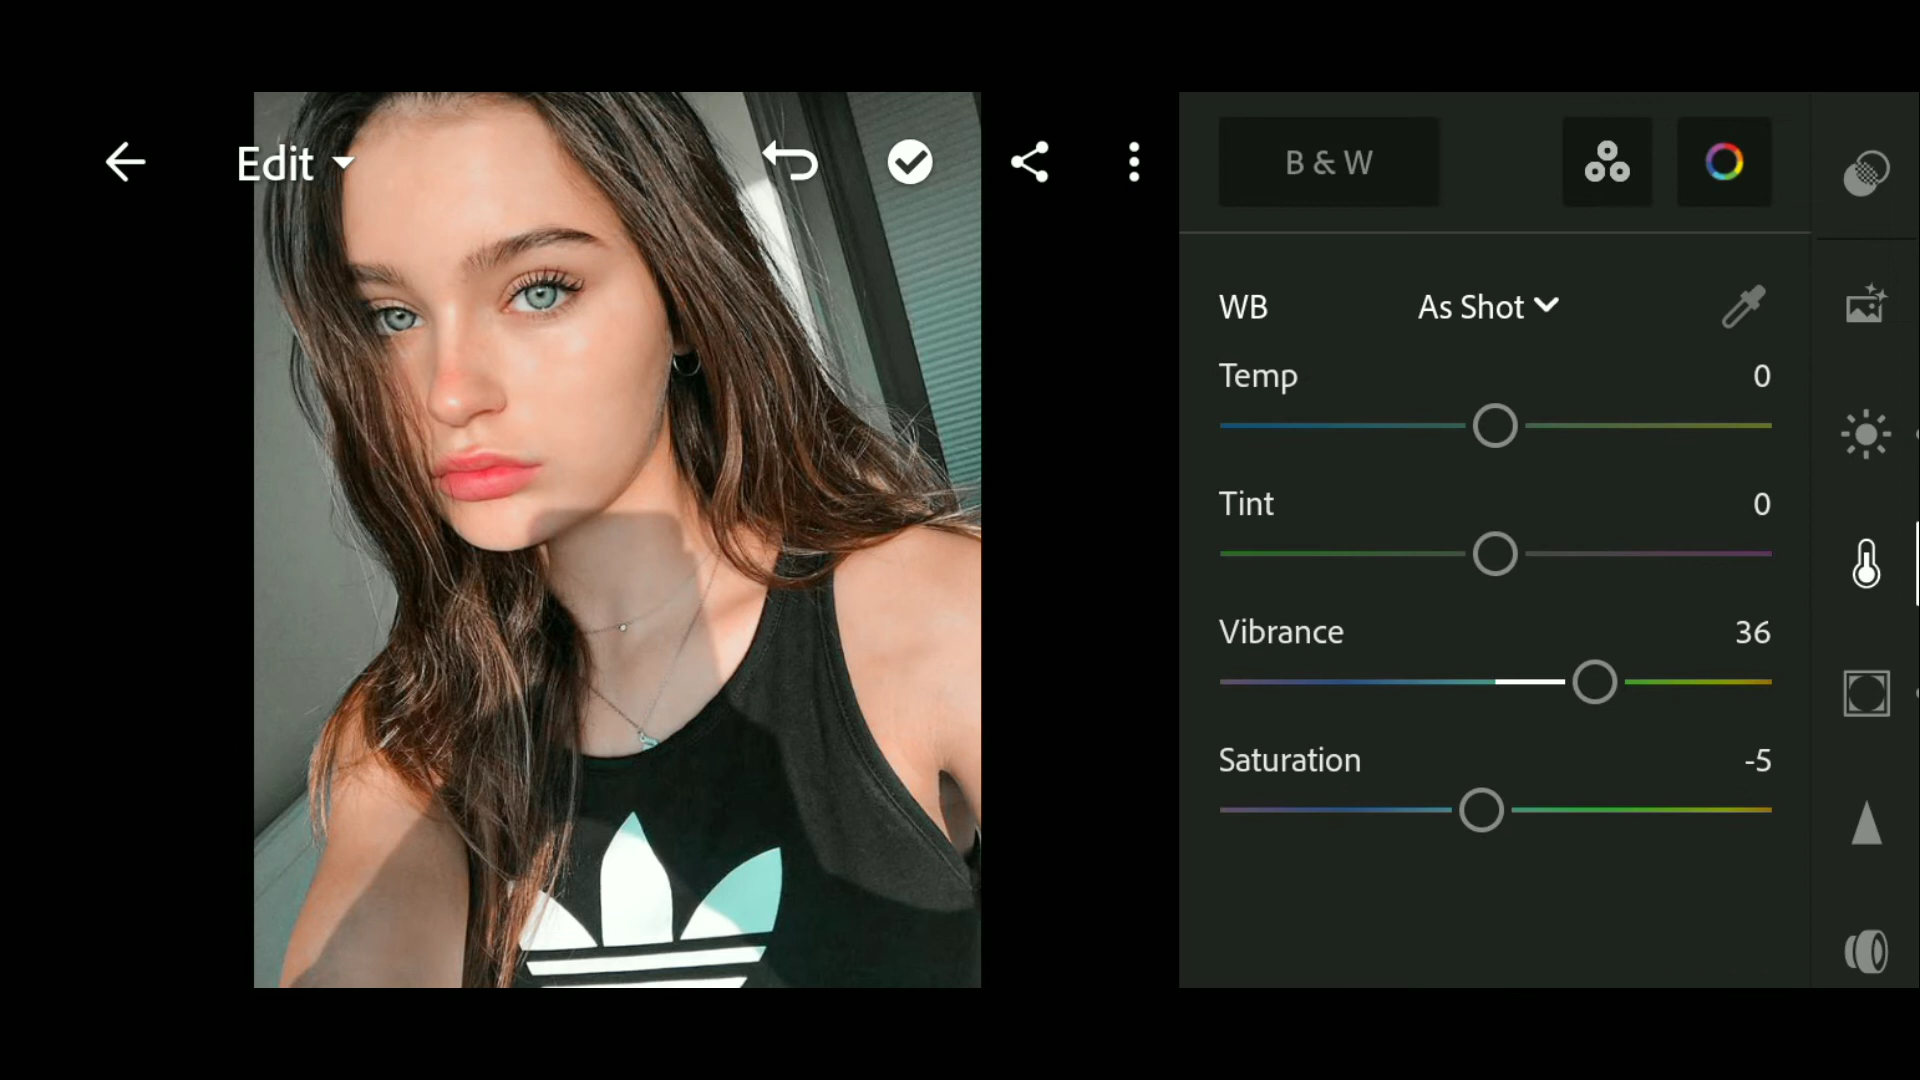 Edit
B & W
WB As Shot
Temp 0
Tint 0
Vibrance 36
Saturation -5